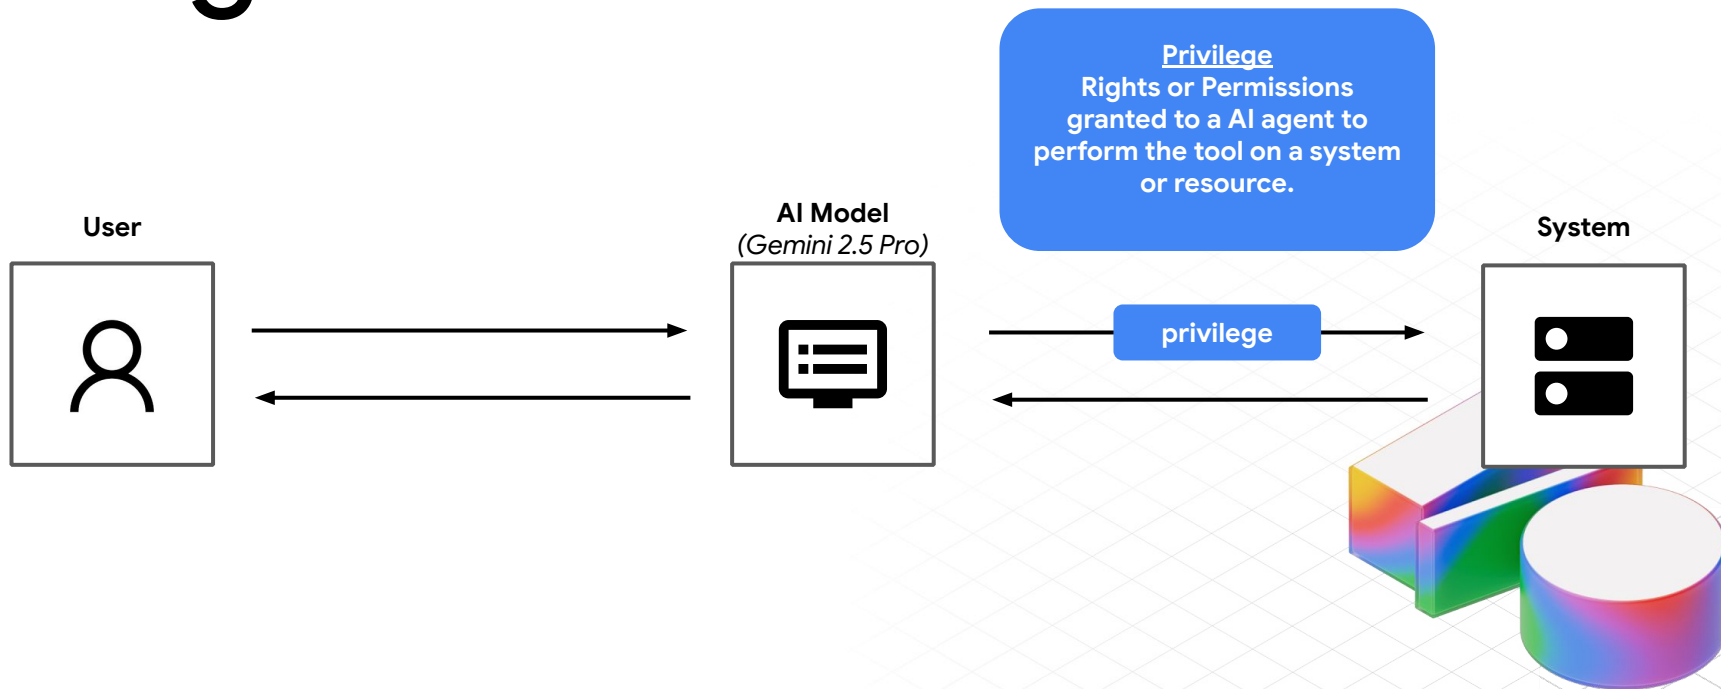 Privilege
Rights or Permissions
granted to a AI agent to
perform the tool on a system
or resource.
User
AI Model
(Gemini 2.5 Pro)
System
privilege